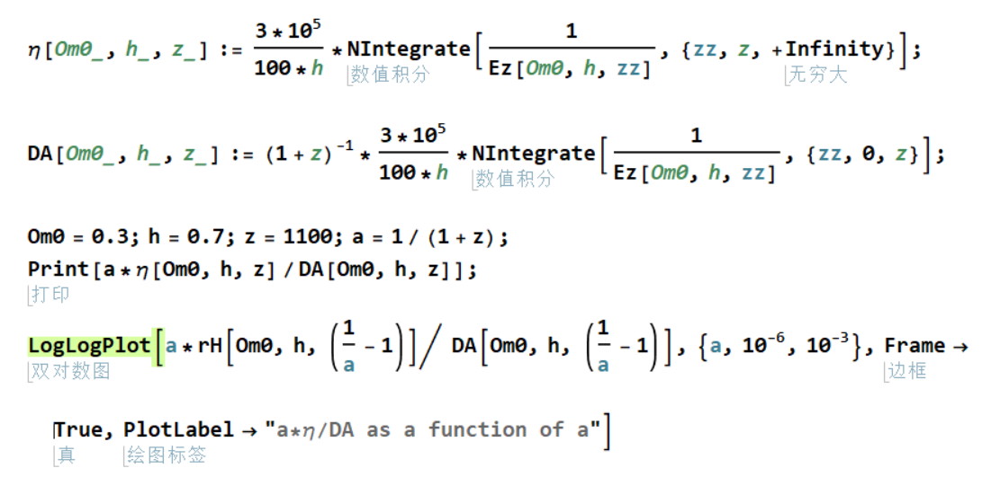 η[Om0_, h_, z_] := 3*10^5/(100*h) * NIntegrate[1/Ez[Om0, h, zz], {zz, z, +Infinity}];
数值积分 无穷大
DA[Om0_, h_, z_] := (1+z)^-1 * 3*10^5/(100*h) * NIntegrate[1/Ez[Om0, h, zz], {zz, 0, z}];
数值积分
Om0 = 0.3; h = 0.7; z = 1100; a = 1/(1+z);
Print[a*η[Om0, h, z]/DA[Om0, h, z]];
打印
LogLogPlot[a*rH[Om0, h, (1/a - 1)]/DA[Om0, h, (1/a - 1)], {a, 10^-6, 10^-3}, Frame →
双对数图 边框
True, PlotLabel → "a*η/DA as a function of a"]
真 绘图标签